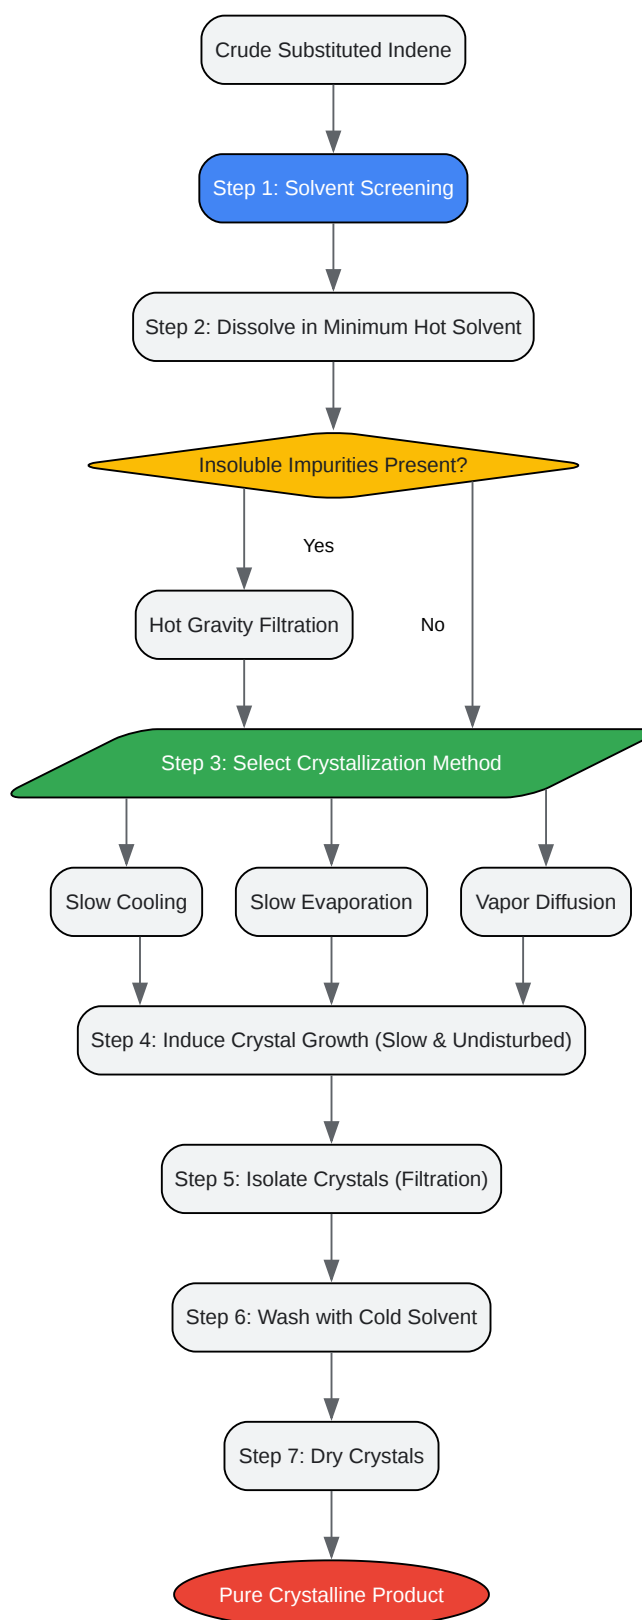 Crude Substituted Indene
Step 1: Solvent Screening
Step 2: Dissolve in Minimum Hot Solvent
Insoluble Impurities Present?
Yes
Hot Gravity Filtration
No
Step 3: Select Crystallization Method
Slow Cooling
Slow Evaporation
Vapor Diffusion
Step 4: Induce Crystal Growth (Slow & Undisturbed)
Step 5: Isolate Crystals (Filtration)
Step 6: Wash with Cold Solvent
Step 7: Dry Crystals
Pure Crystalline Product